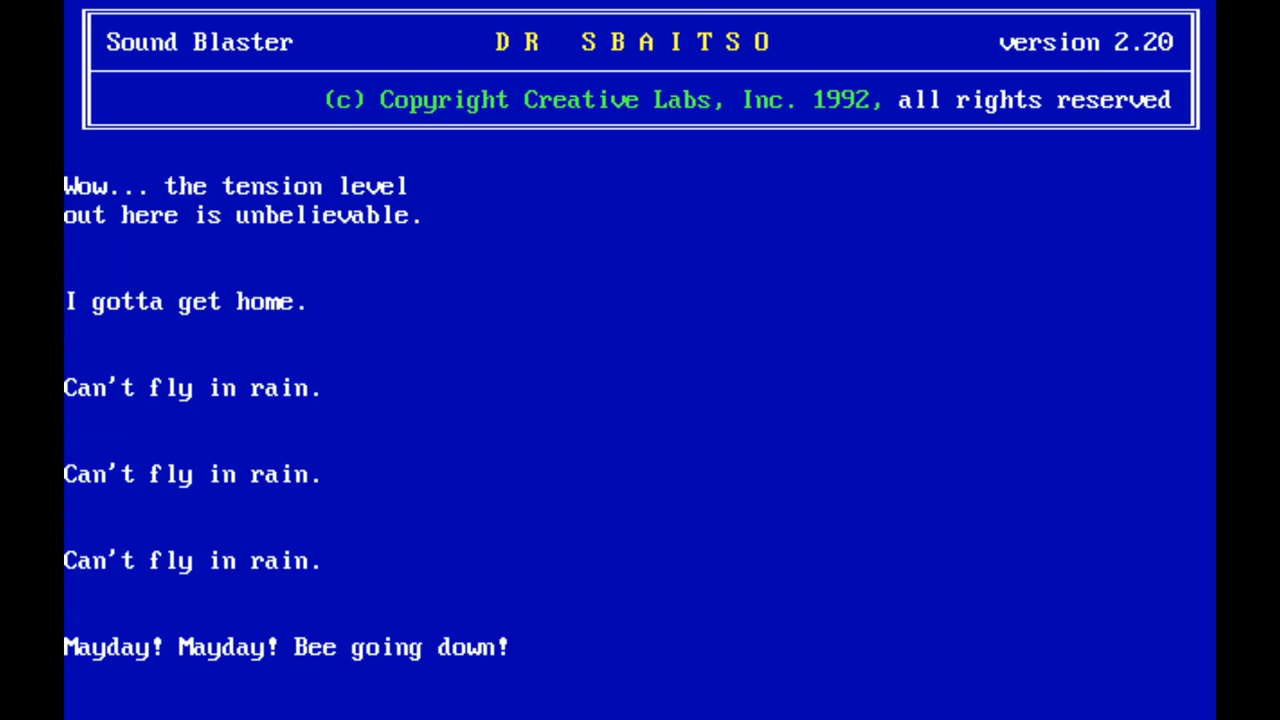 Sound Blaster DR SBAITSO version 2.20
(c) Copyright Creative Labs, Inc. 1992, all rights reserved
Wow... the tension level
out here is unbelievable.
I gotta get home.
Can't fly in rain.
Can't fly in rain.
Can't fly in rain.
Mayday! Mayday! Bee going down!